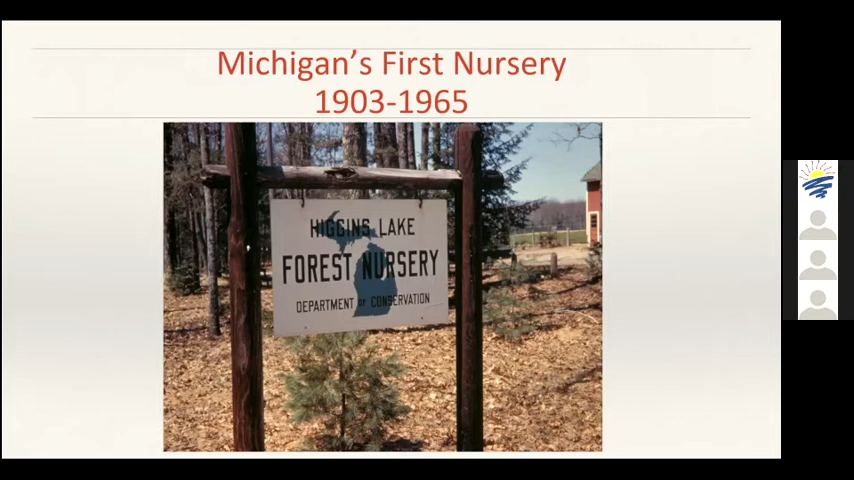 Michigan’s First Nursery
1903-1965
HIGGINS LAKE
FOREST NURSERY
DEPARTMENT OF CONSERVATION